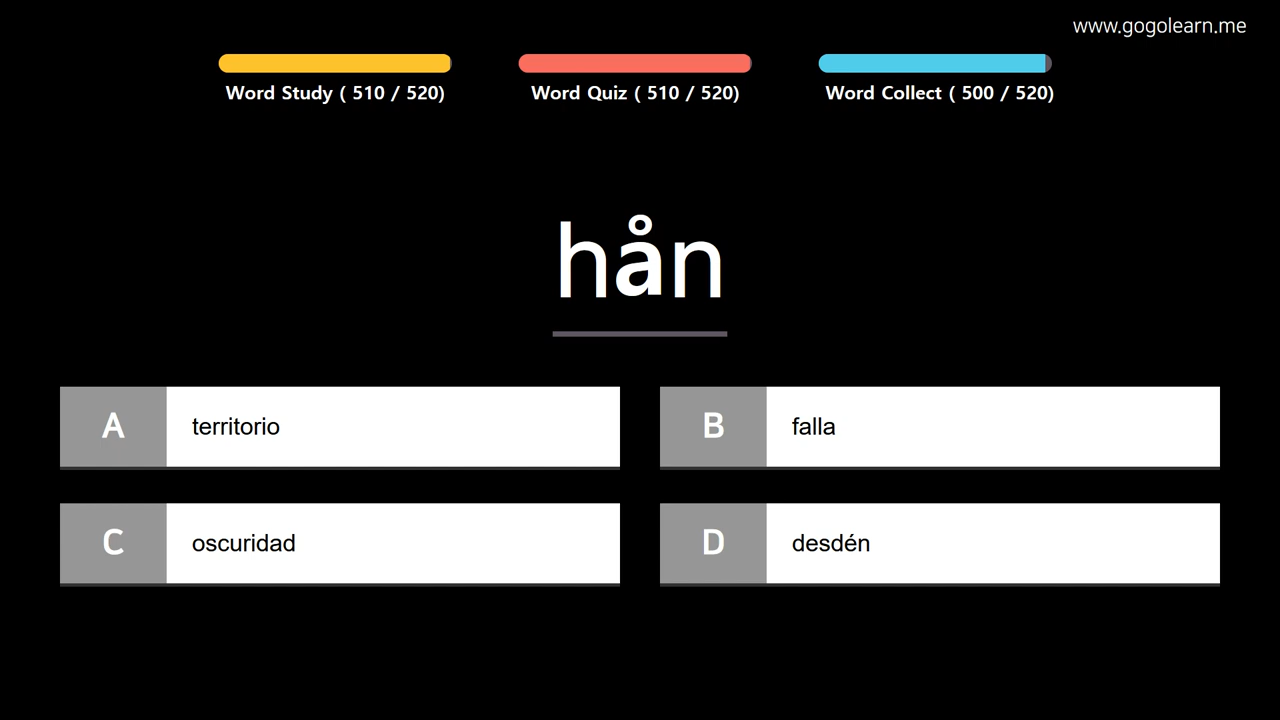 www.gogolearn.me
Word Study ( 510 / 520)
Word Quiz ( 510 / 520)
Word Collect ( 500 / 520)
hån
A territorio
B falla
C oscuridad
D desdén